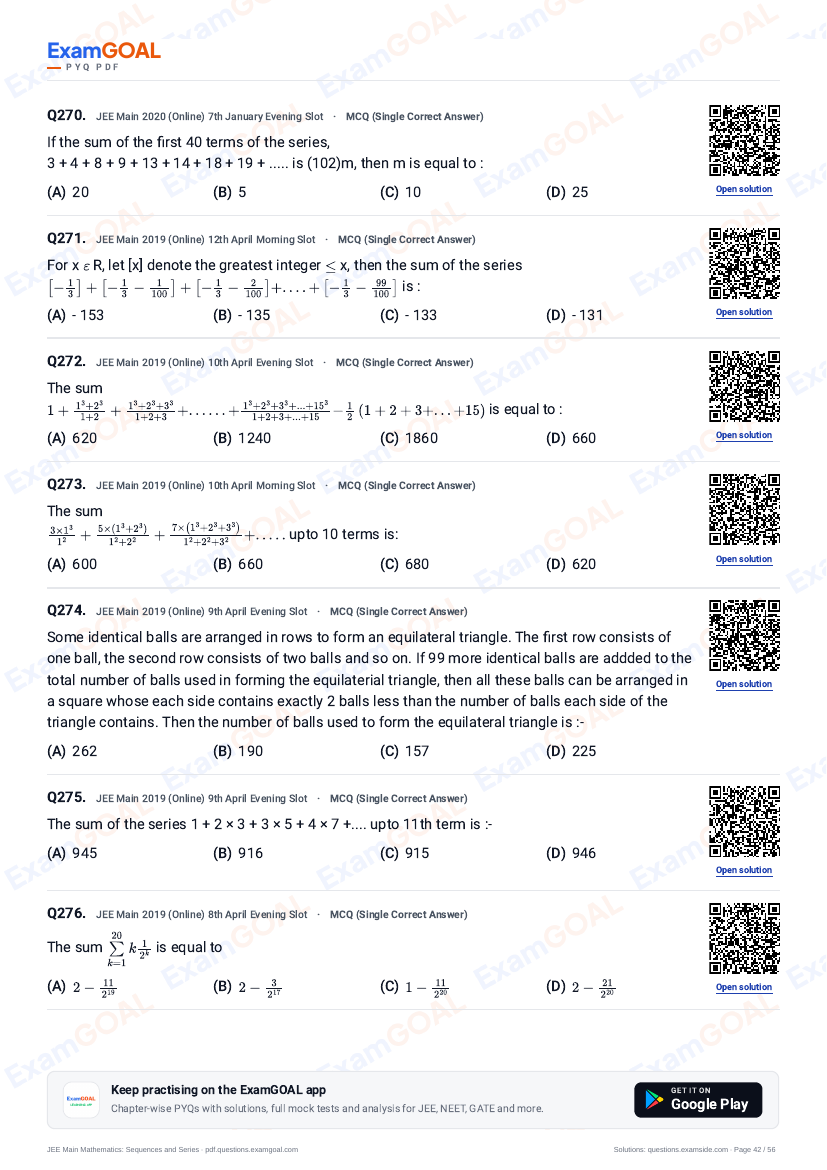 ExamGOAL
PYQ PDF
Q270. JEE Main 2020 (Online) 7th January Evening Slot · MCQ (Single Correct Answer)
If the sum of the first 40 terms of the series,
3 + 4 + 8 + 9 + 13 + 14 + 18 + 19 + ..... is (102)m, then m is equal to :
(A) 20 (B) 5 (C) 10 (D) 25
Open solution
Q271. JEE Main 2019 (Online) 12th April Morning Slot · MCQ (Single Correct Answer)
For x ε R, let [x] denote the greatest integer ≤ x, then the sum of the series
[−1/3] + [−1/3 − 1/100] + [−1/3 − 2/100] +....+ [−1/3 − 99/100] is :
(A) - 153 (B) - 135 (C) - 133 (D) - 131
Open solution
Q272. JEE Main 2019 (Online) 10th April Evening Slot · MCQ (Single Correct Answer)
The sum
1 + (1³+2³)/(1+2) + (1³+2³+3³)/(1+2+3) +......+ (1³+2³+3³+...+15³)/(1+2+3+...+15) − 1/2 (1 + 2 + 3+...+15) is equal to :
(A) 620 (B) 1240 (C) 1860 (D) 660
Open solution
Q273. JEE Main 2019 (Online) 10th April Morning Slot · MCQ (Single Correct Answer)
The sum
(3×1³)/1² + (5×(1³+2³))/(1²+2²) + (7×(1³+2³+3³))/(1²+2²+3²) +..... upto 10 terms is:
(A) 600 (B) 660 (C) 680 (D) 620
Open solution
Q274. JEE Main 2019 (Online) 9th April Evening Slot · MCQ (Single Correct Answer)
Some identical balls are arranged in rows to form an equilateral triangle. The first row consists of
one ball, the second row consists of two balls and so on. If 99 more identical balls are addded to the
total number of balls used in forming the equilaterial triangle, then all these balls can be arranged in
a square whose each side contains exactly 2 balls less than the number of balls each side of the
triangle contains. Then the number of balls used to form the equilateral triangle is :-
(A) 262 (B) 190 (C) 157 (D) 225
Open solution
Q275. JEE Main 2019 (Online) 9th April Evening Slot · MCQ (Single Correct Answer)
The sum of the series 1 + 2 × 3 + 3 × 5 + 4 × 7 +.... upto 11th term is :-
(A) 945 (B) 916 (C) 915 (D) 946
Open solution
Q276. JEE Main 2019 (Online) 8th April Evening Slot · MCQ (Single Correct Answer)
The sum ∑_{k=1}^{20} k 1/2^k is equal to
(A) 2 − 11/2^19 (B) 2 − 3/2^17 (C) 1 − 11/2^20 (D) 2 − 21/2^20
Open solution
Keep practising on the ExamGOAL app
Chapter-wise PYQs with solutions, full mock tests and analysis for JEE, NEET, GATE and more.
GET IT ON
Google Play
JEE Main Mathematics: Sequences and Series · pdf.questions.examgoal.com
Solutions: questions.examside.com · Page 42 / 56